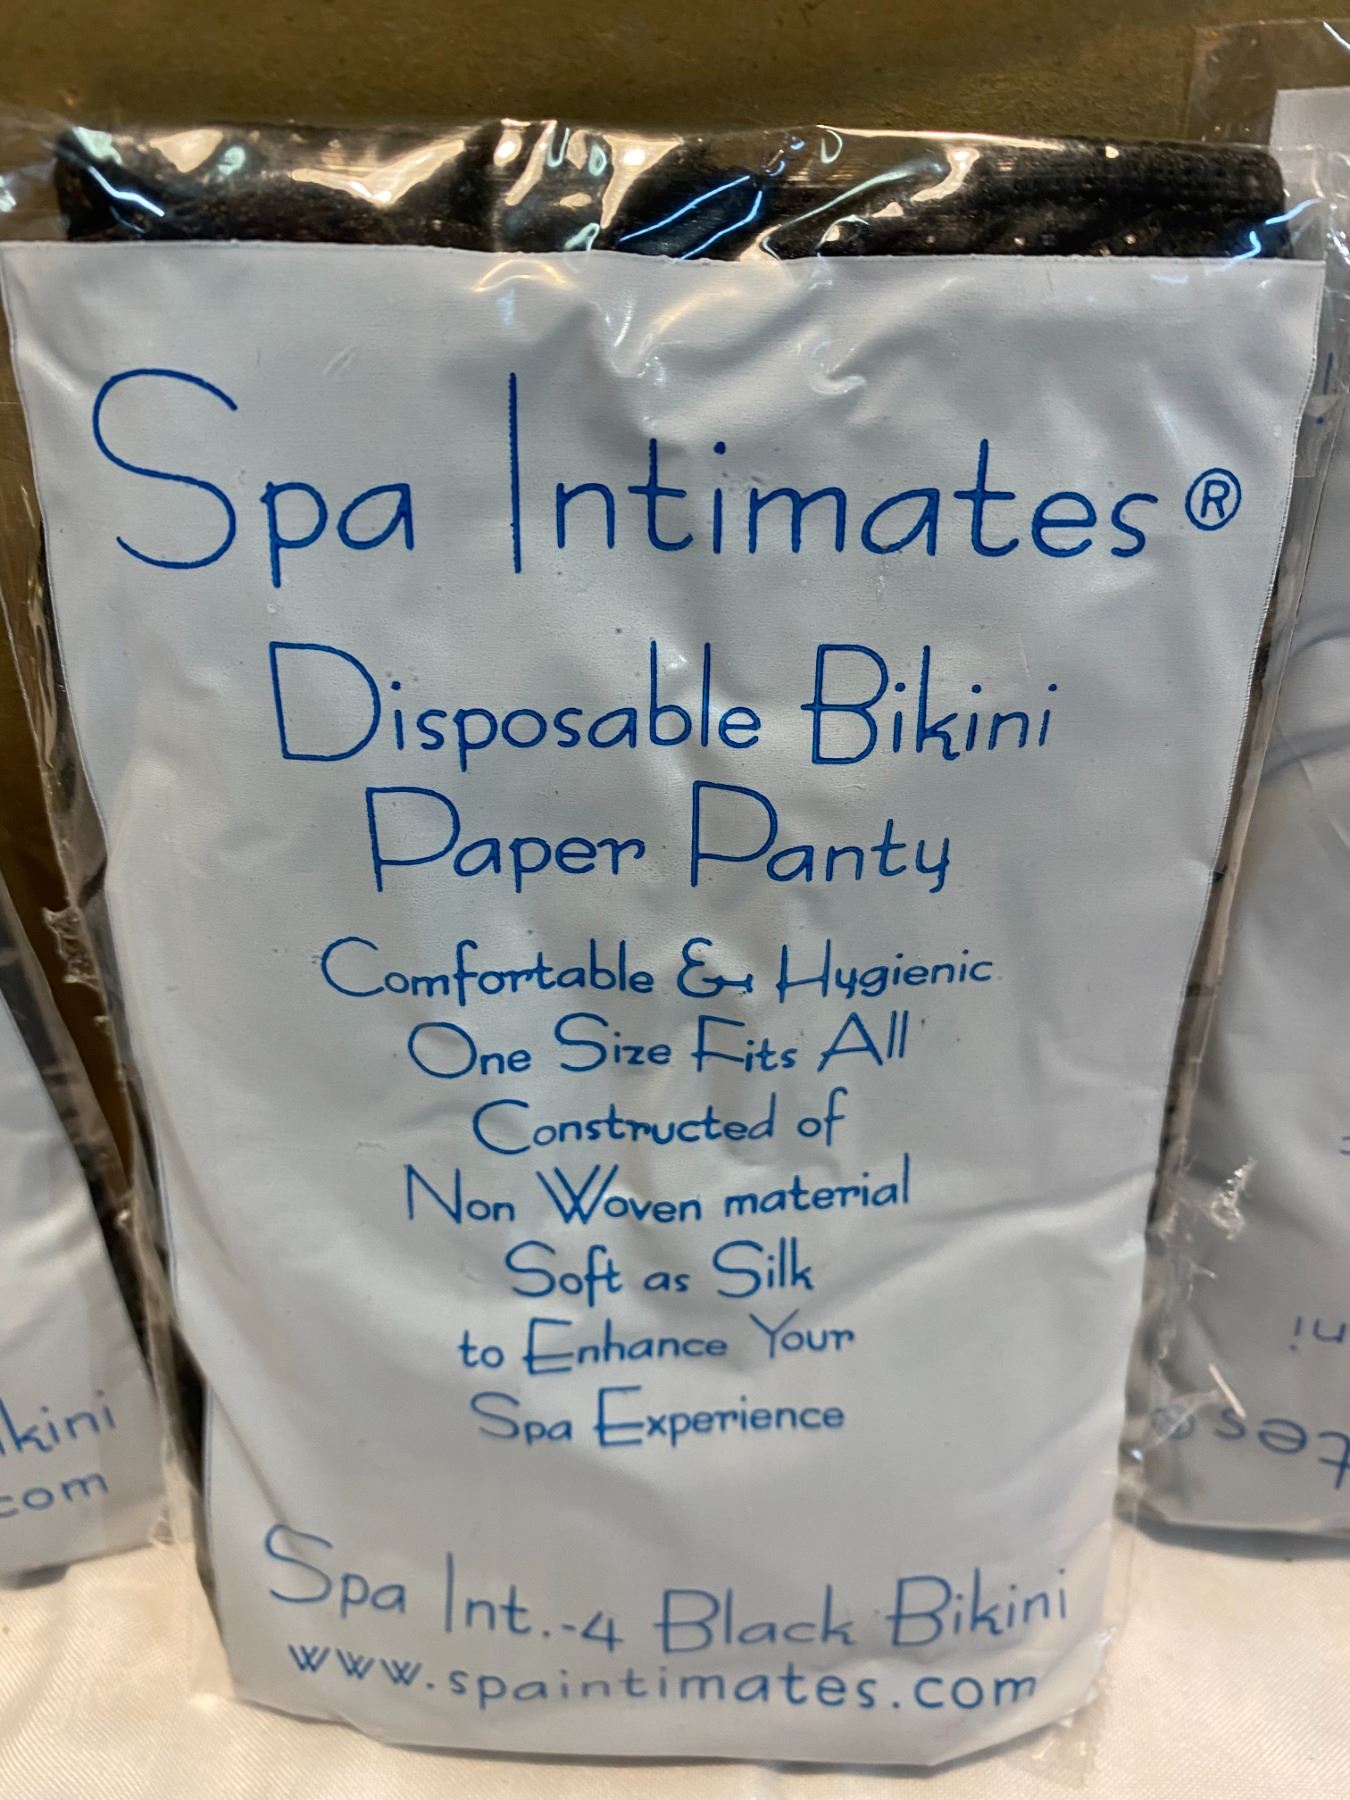 Spa Intimates®
Disposable Bikini
Paper Panty
Comfortable & Hygienic
One Size Fits All
Constructed of
Non Woven material
Soft as Silk
to Enhance Your
Spa Experience
Spa Int.-4 Black Bikini
www.spaintimates.com